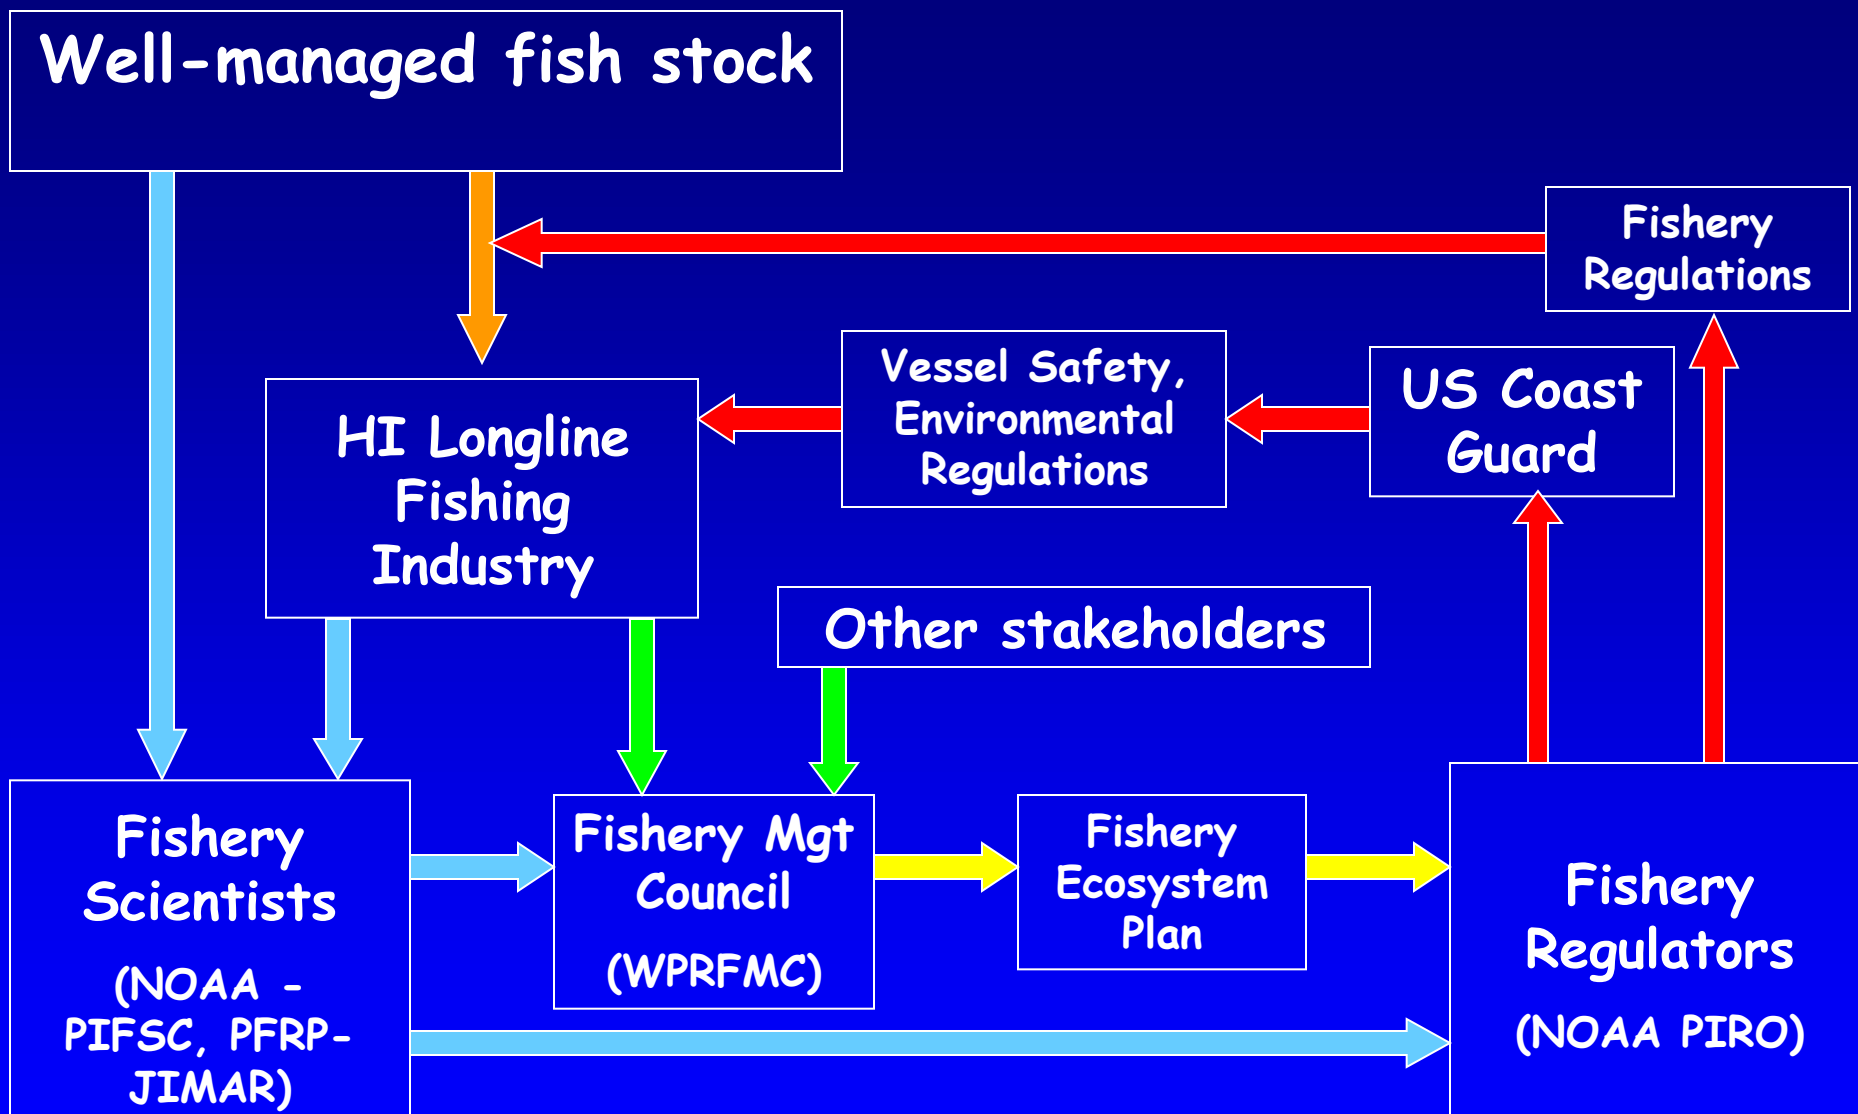 Well-managed fish stock
Fishery
Regulations
Vessel Safety,
Environmental
Regulations
US Coast
Guard
HI Longline
Fishing
Industry
Other stakeholders
Fishery
Scientists
(NOAA -
PIFSC, PFRP-
JIMAR)
Fishery Mgt
Council
(WPRFMC)
Fishery
Ecosystem
Plan
Fishery
Regulators
(NOAA PIRO)